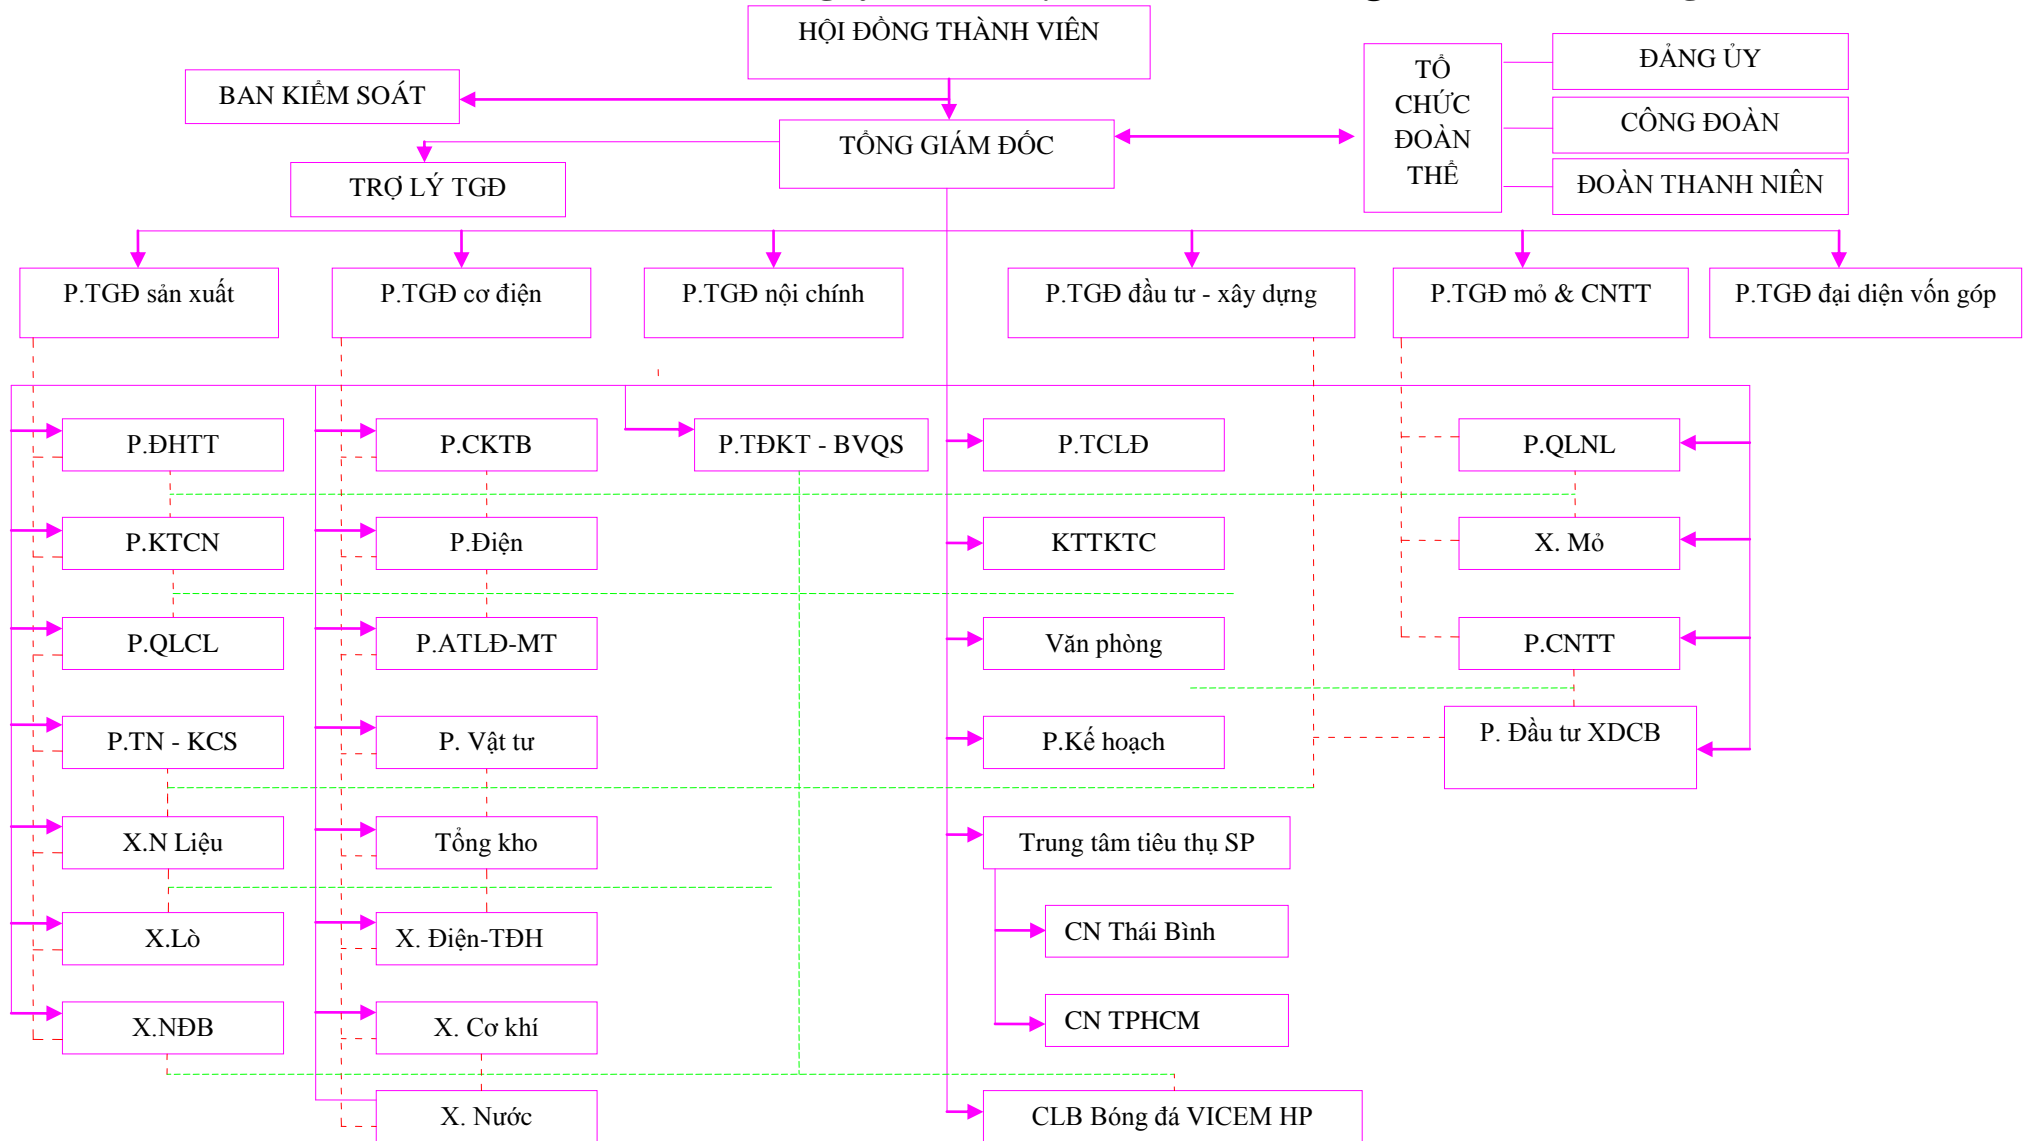 HỘI ĐỒNG THÀNH VIÊN
BAN KIỂM SOÁT
TỔ
CHỨC
ĐOÀN
THỂ
ĐẢNG ỦY
CÔNG ĐOÀN
ĐOÀN THANH NIÊN
TỔNG GIÁM ĐỐC
TRỢ LÝ TGĐ
P.TGĐ sản xuất
P.TGĐ cơ điện
P.TGĐ nội chính
P.TGĐ đầu tư - xây dựng
P.TGĐ mỏ & CNTT
P.TGĐ đại diện vốn góp
P.ĐHTT
P.CKTB
P.TĐKT - BVQS
P.TCLĐ
P.QLNL
P.KTCN
P.Điện
KTTKTC
X. Mỏ
P.QLCL
P.ATLĐ-MT
Văn phòng
P.CNTT
P.TN - KCS
P. Vật tư
P.Kế hoạch
P. Đầu tư XDCB
X.N Liệu
Tổng kho
Trung tâm tiêu thụ SP
X.Lò
X. Điện-TĐH
CN Thái Bình
X.NĐB
X. Cơ khí
CN TPHCM
X. Nước
CLB Bóng đá VICEM HP